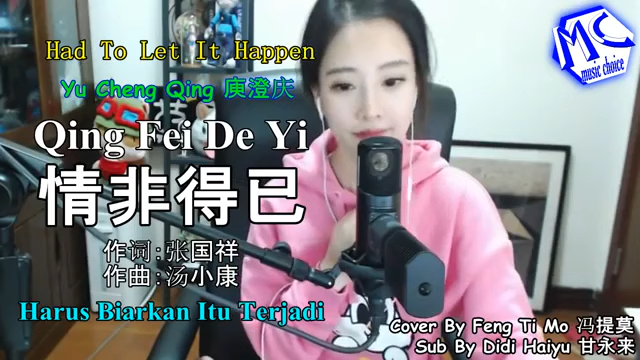 Had To Let It Happen
Yu Cheng Qing 庾澄庆
Qing Fei De Yi
情非得已
作词:张国祥
作曲:汤小康
Harus Biarkan Itu Terjadi
MC
music choice
Cover By Feng Ti Mo 冯提莫
Sub By Didi Haiyu 甘永来